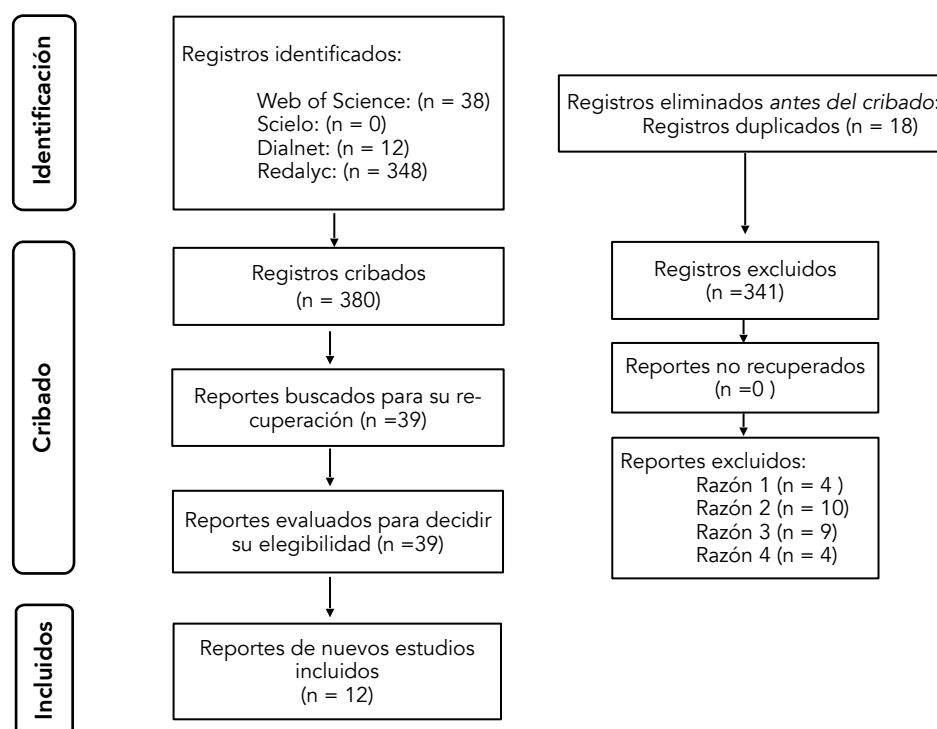 Identificación
Registros identificados:
Web of Science: (n = 38)
Scielo: (n = 0)
Dialnet: (n = 12)
Redalyc: (n = 348)
Registros eliminados antes del cribado:
Registros duplicados (n = 18)
Cribado
Registros cribados
(n = 380)
Registros excluidos
(n =341)
Reportes buscados para su re-
cuperación (n =39)
Reportes no recuperados
(n =0 )
Reportes evaluados para decidir
su elegibilidad (n =39)
Reportes excluidos:
Razón 1 (n = 4 )
Razón 2 (n = 10)
Razón 3 (n = 9)
Razón 4 (n = 4)
Incluidos
Reportes de nuevos estudios
incluidos
(n = 12)